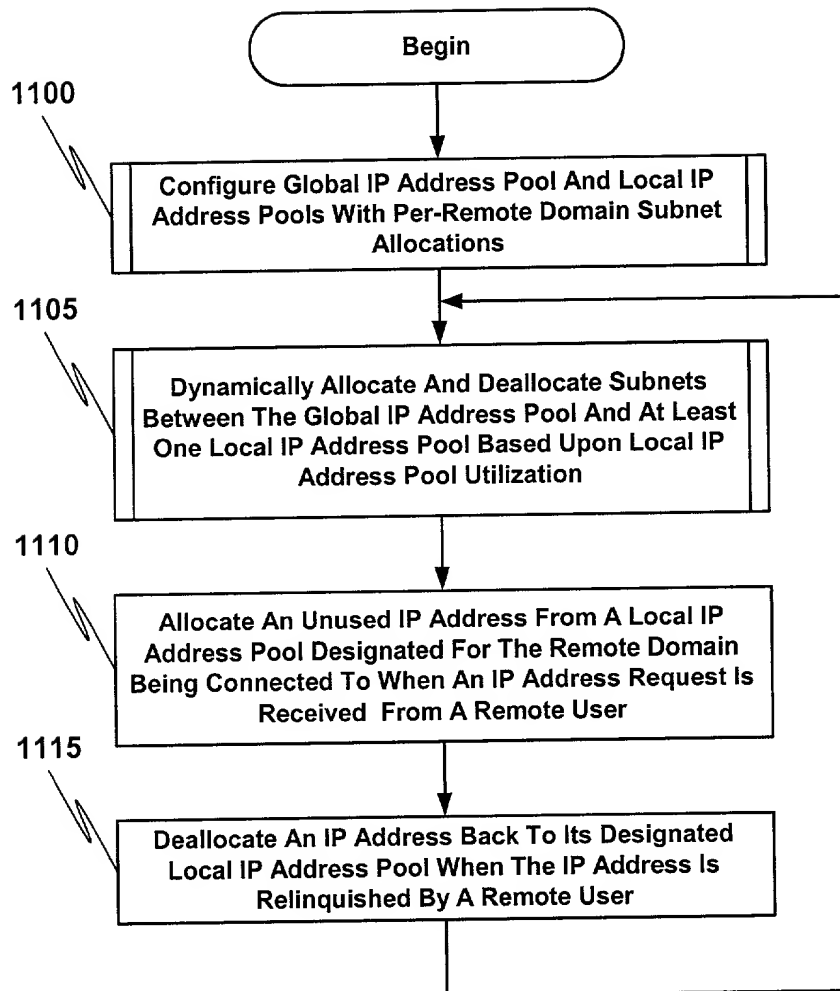 Begin
1100
Configure Global IP Address Pool And Local IP
Address Pools With Per-Remote Domain Subnet
Allocations
1105
Dynamically Allocate And Deallocate Subnets
Between The Global IP Address Pool And At Least
One Local IP Address Pool Based Upon Local IP
Address Pool Utilization
1110
Allocate An Unused IP Address From A Local IP
Address Pool Designated For The Remote Domain
Being Connected To When An IP Address Request Is
Received From A Remote User
1115
Deallocate An IP Address Back To Its Designated
Local IP Address Pool When The IP Address Is
Relinquished By A Remote User